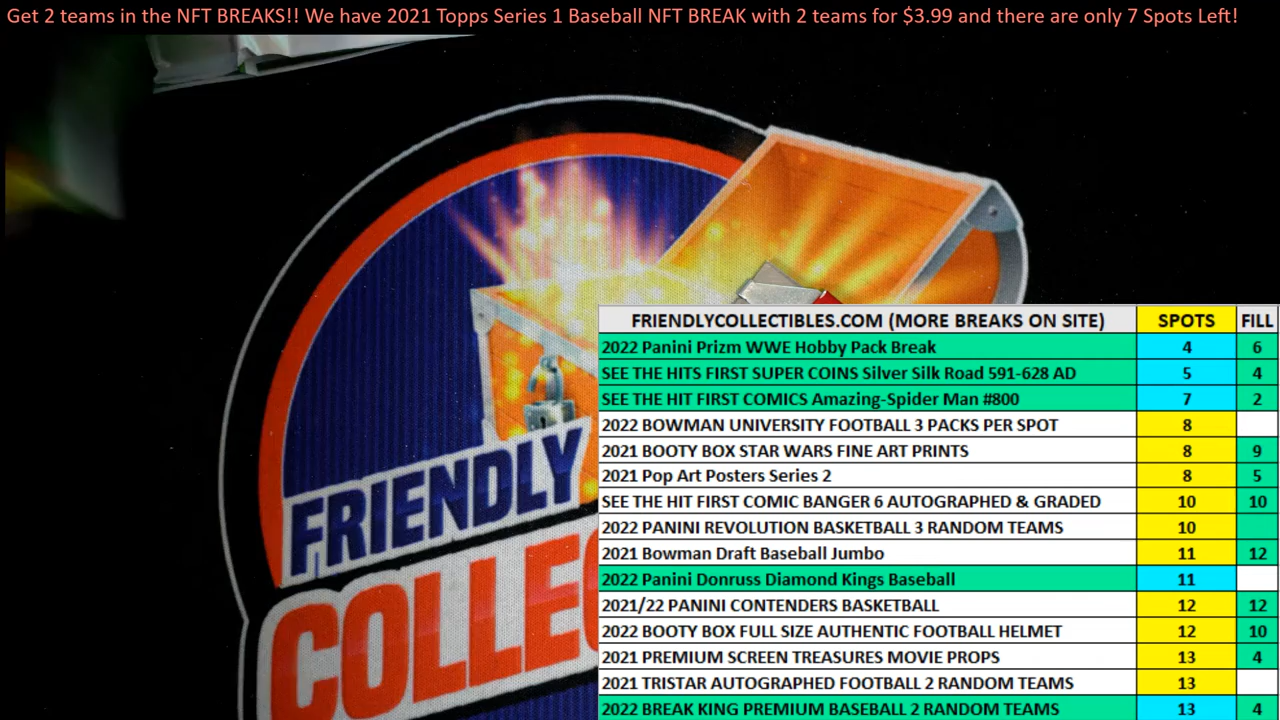 Get 2 teams in the NFT BREAKS!! We have 2021 Topps Series 1 Baseball NFT BREAK with 2 teams for $3.99 and there are only 7 Spots Left!
FRIENDLY
COLLE
FRIENDLYCOLLECTIBLES.COM (MORE BREAKS ON SITE) SPOTS FILL
2022 Panini Prizm WWE Hobby Pack Break 4 6
SEE THE HITS FIRST SUPER COINS Silver Silk Road 591-628 AD 5 4
SEE THE HIT FIRST COMICS Amazing-Spider Man #800 7 2
2022 BOWMAN UNIVERSITY FOOTBALL 3 PACKS PER SPOT 8
2021 BOOTY BOX STAR WARS FINE ART PRINTS 8 9
2021 Pop Art Posters Series 2 8 5
SEE THE HIT FIRST COMIC BANGER 6 AUTOGRAPHED & GRADED 10 10
2022 PANINI REVOLUTION BASKETBALL 3 RANDOM TEAMS 10
2021 Bowman Draft Baseball Jumbo 11 12
2022 Panini Donruss Diamond Kings Baseball 11
2021/22 PANINI CONTENDERS BASKETBALL 12 12
2022 BOOTY BOX FULL SIZE AUTHENTIC FOOTBALL HELMET 12 10
2021 PREMIUM SCREEN TREASURES MOVIE PROPS 13 4
2021 TRISTAR AUTOGRAPHED FOOTBALL 2 RANDOM TEAMS 13
2022 BREAK KING PREMIUM BASEBALL 2 RANDOM TEAMS 13 4